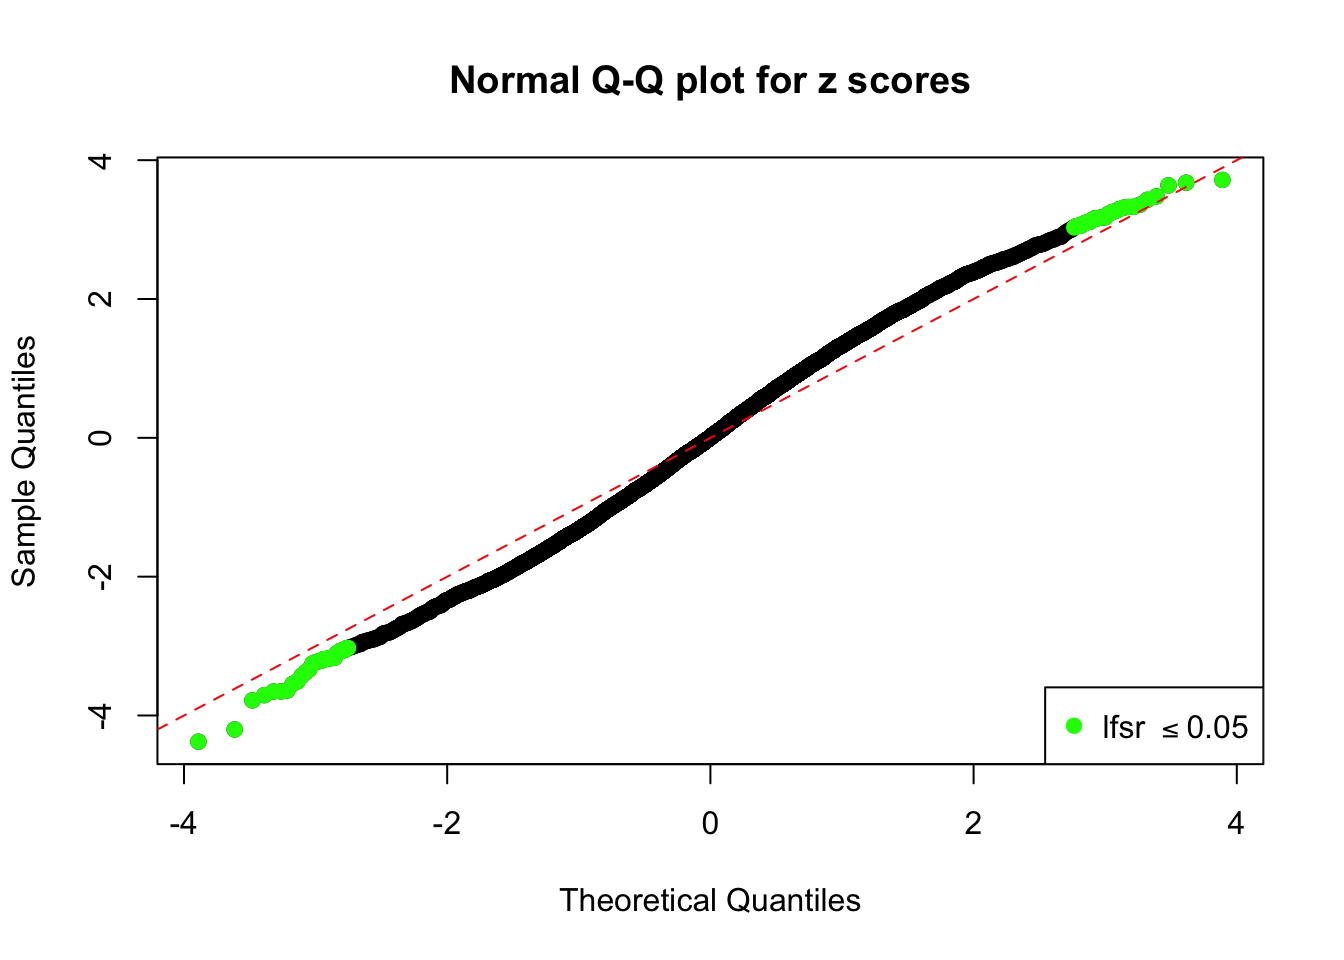 Normal Q-Q plot for z scores
4
2
0
-2
-4
Sample Quantiles
lfsr ≤ 0.05
-4
-2
0
2
4
Theoretical Quantiles